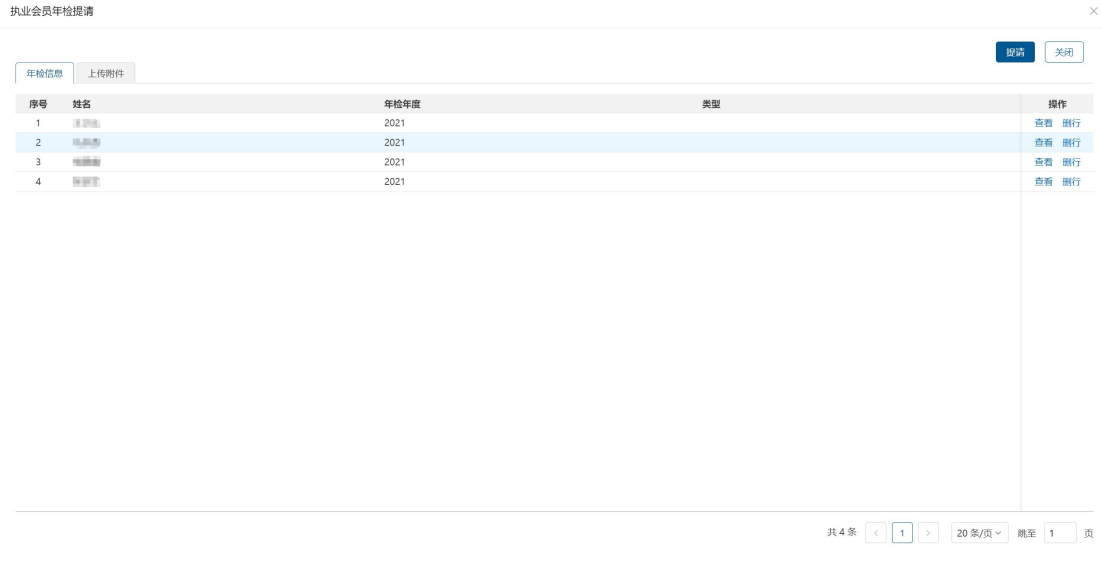 执业会员年检提请
提请 关闭
年检信息 上传附件
序号 姓名 年检年度 类型 操作
1 2021 查看 删行
2 2021 查看 删行
3 2021 查看 删行
4 2021 查看 删行
共 4 条 1 20 条/页 跳至 1 页